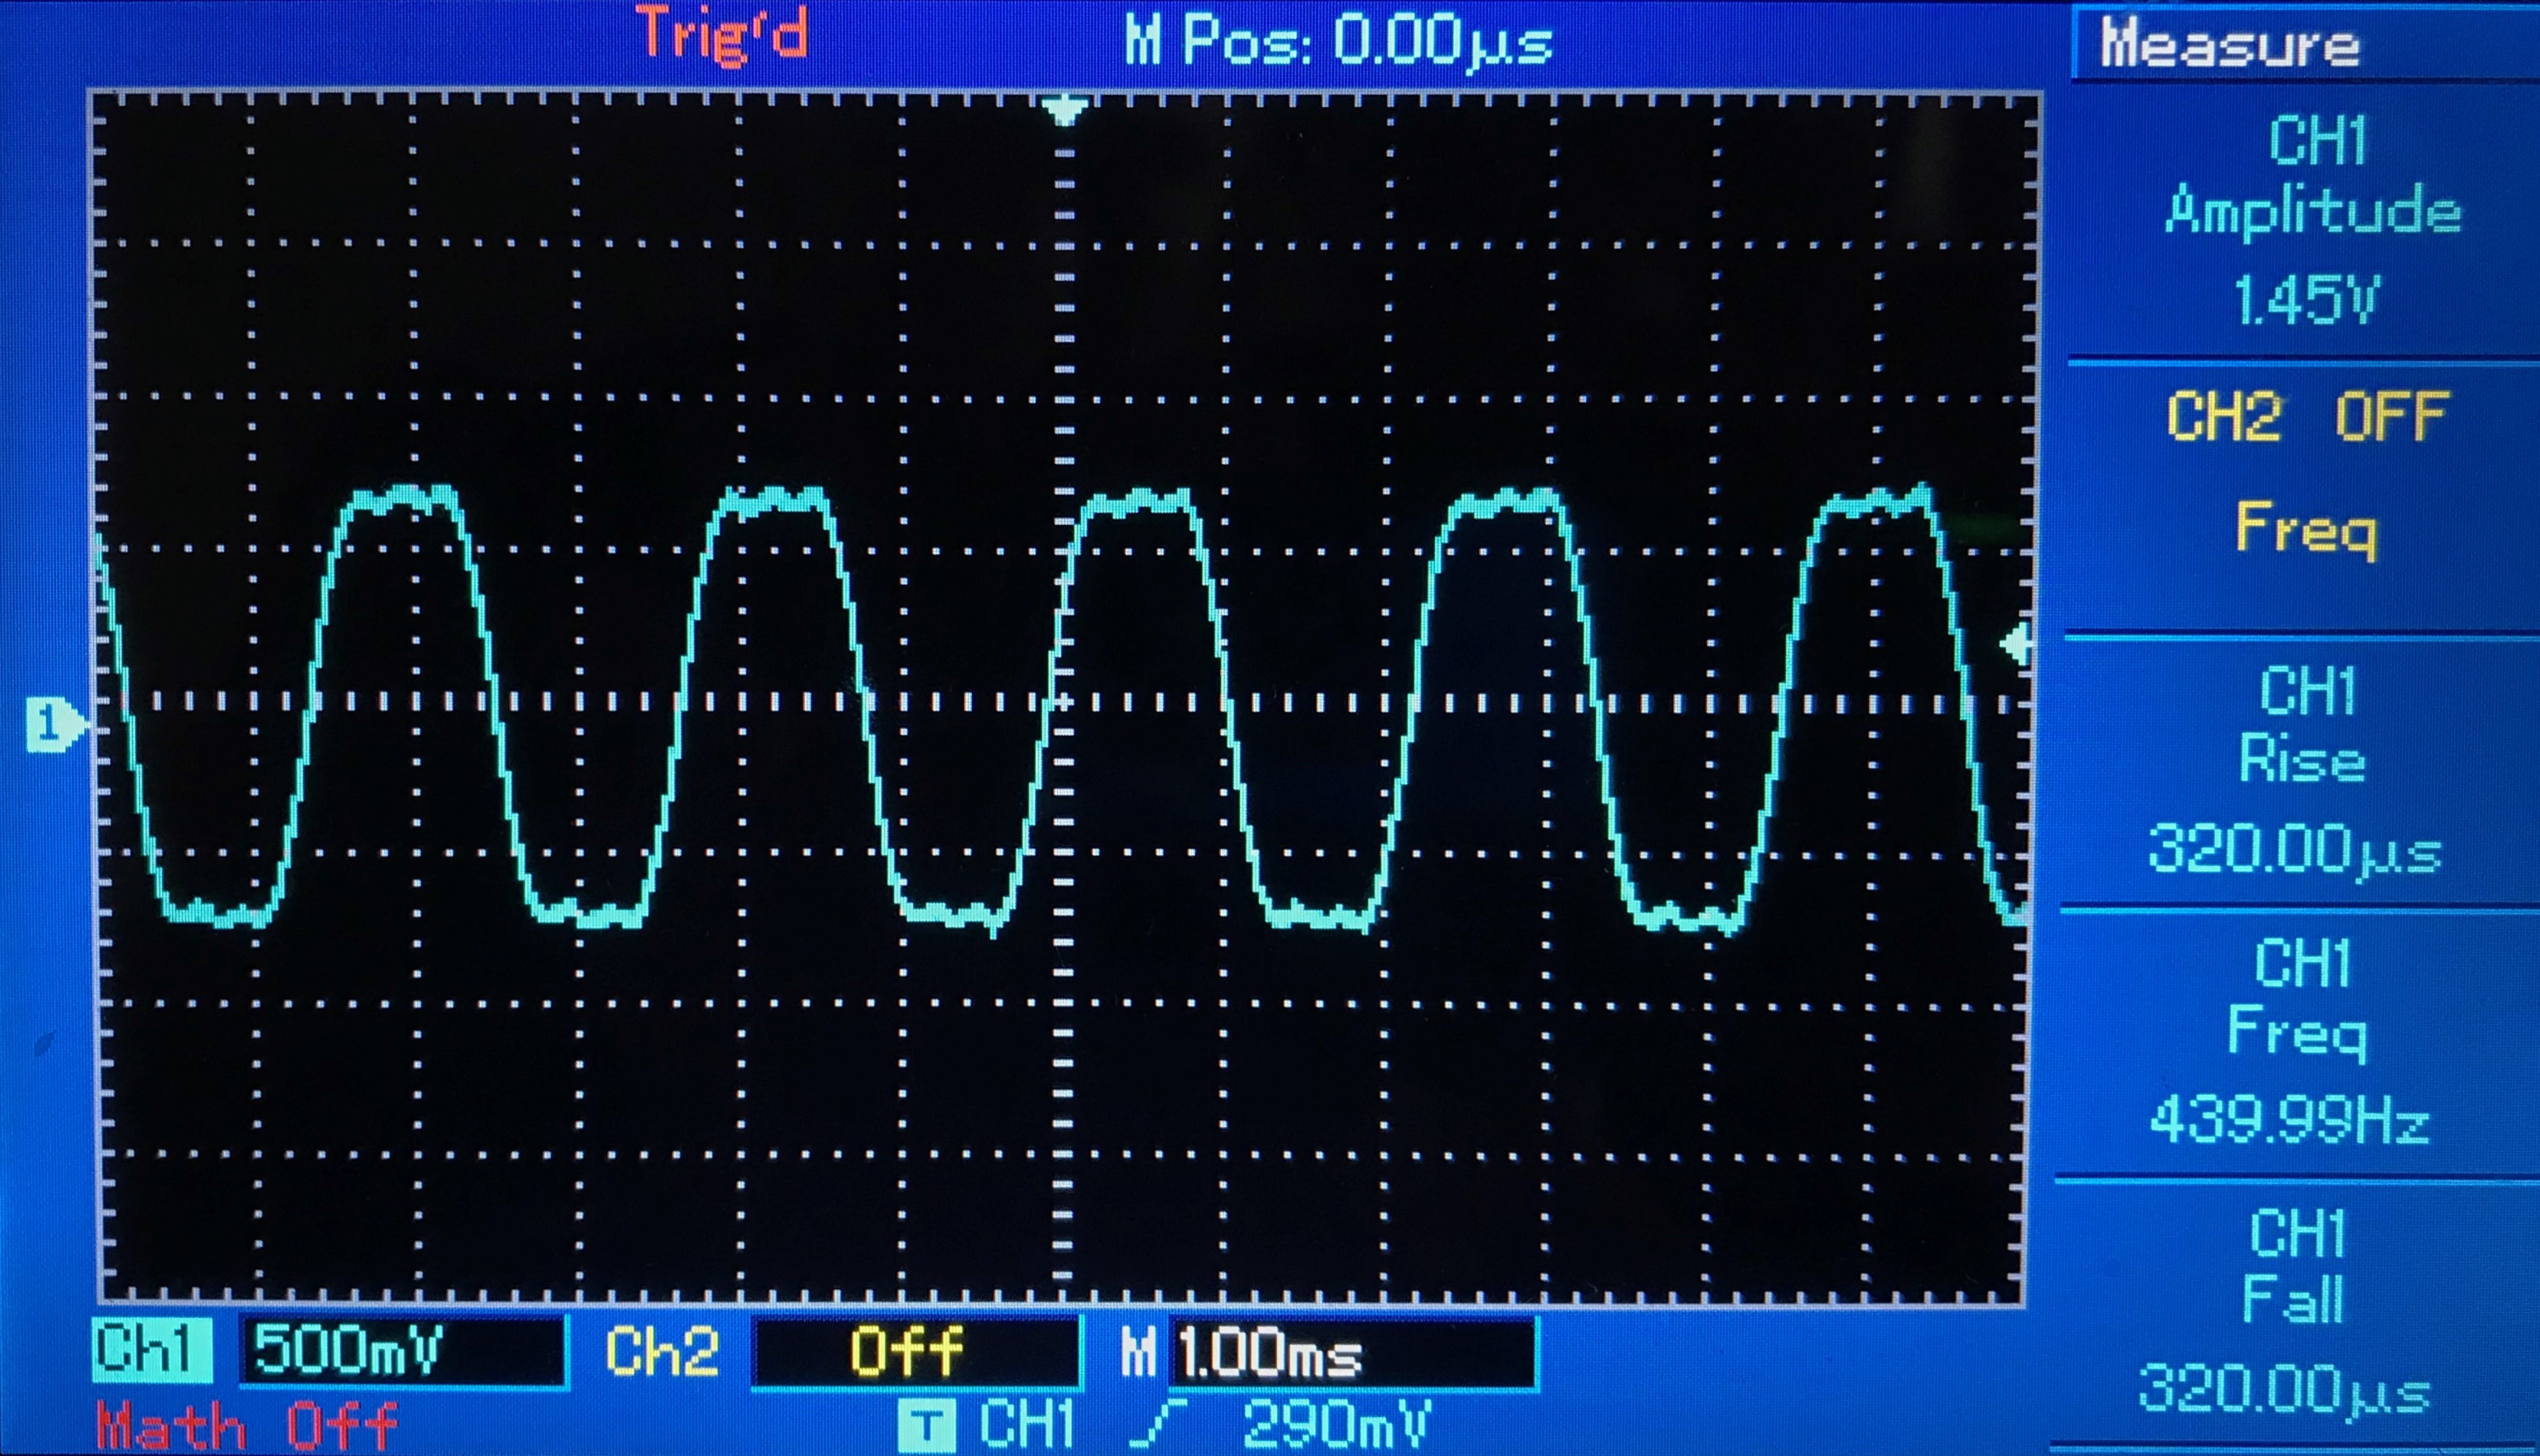 Trig'd
M Pos: 0.00µs
Measure
CH1
Amplitude
1.45V
CH2 OFF
Freq
CH1
Rise
320.00µs
CH1
Freq
439.99Hz
CH1
Fall
320.00µs
1
Ch1 500mV Ch2 Off M 1.00ms
Math Off T CH1 290mV